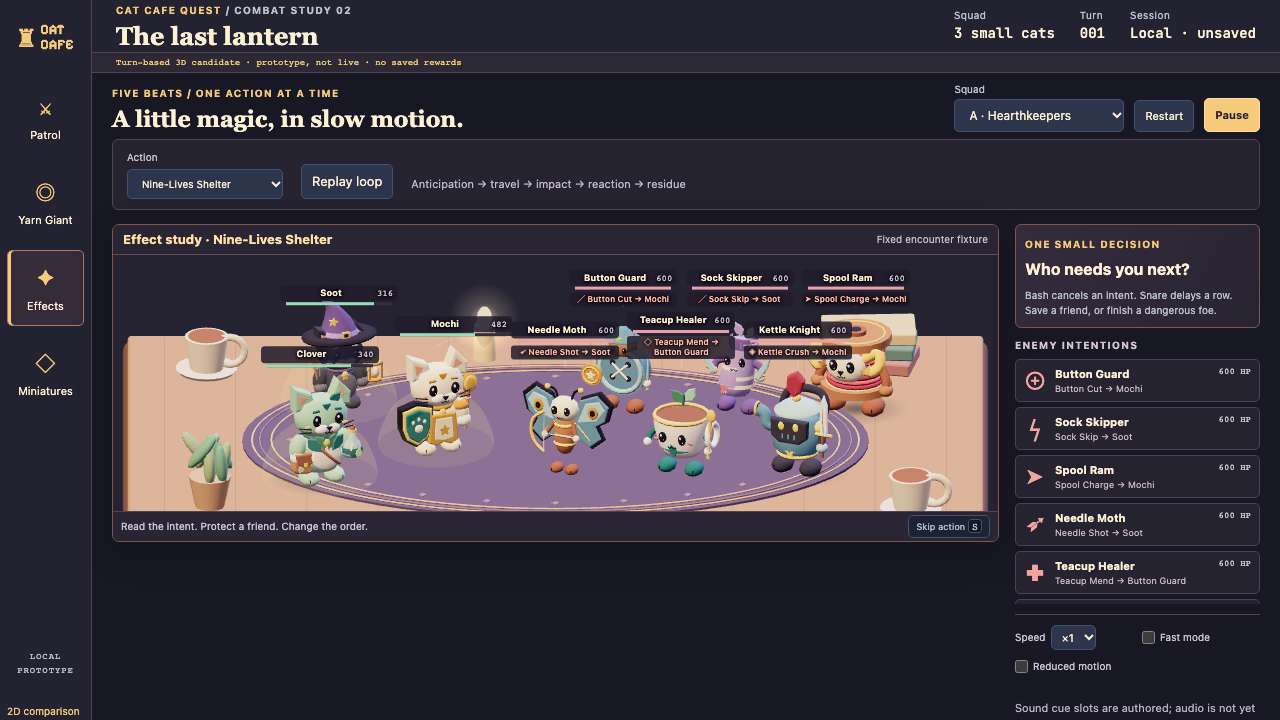 CAT CAFE
Patrol
Yarn Giant
Effects
Miniatures
LOCAL PROTOTYPE
2D comparison
CAT CAFE QUEST / COMBAT STUDY 02
The last lantern
Squad
3 small cats
Turn
001
Session
Local · unsaved
Turn-based 3D candidate · prototype, not live · no saved rewards
FIVE BEATS / ONE ACTION AT A TIME
A little magic, in slow motion.
Squad
A · Hearthkeepers
Restart
Pause
Action
Nine-Lives Shelter
Replay loop
Anticipation → travel → impact → reaction → residue
Effect study · Nine-Lives Shelter
Fixed encounter fixture
Soot 316
Mochi 482
Clover 340
Button Guard 600
Button Cut → Mochi
Sock Skipper 600
Sock Skip → Soot
Spool Ram 600
Spool Charge → Mochi
Needle Moth 600
Needle Shot → Soot
Teacup Healer 600
Teacup Mend →
Button Guard
Kettle Knight 600
Kettle Crush → Mochi
Read the intent. Protect a friend. Change the order.
Skip action S
ONE SMALL DECISION
Who needs you next?
Bash cancels an intent. Snare delays a row.
Save a friend, or finish a dangerous foe.
ENEMY INTENTIONS
Button Guard 600 HP
Button Cut → Mochi
Sock Skipper 600 HP
Sock Skip → Soot
Spool Ram 600 HP
Spool Charge → Mochi
Needle Moth 600 HP
Needle Shot → Soot
Teacup Healer 600 HP
Teacup Mend → Button Guard
Speed
×1
Fast mode
Reduced motion
Sound cue slots are authored; audio is not yet